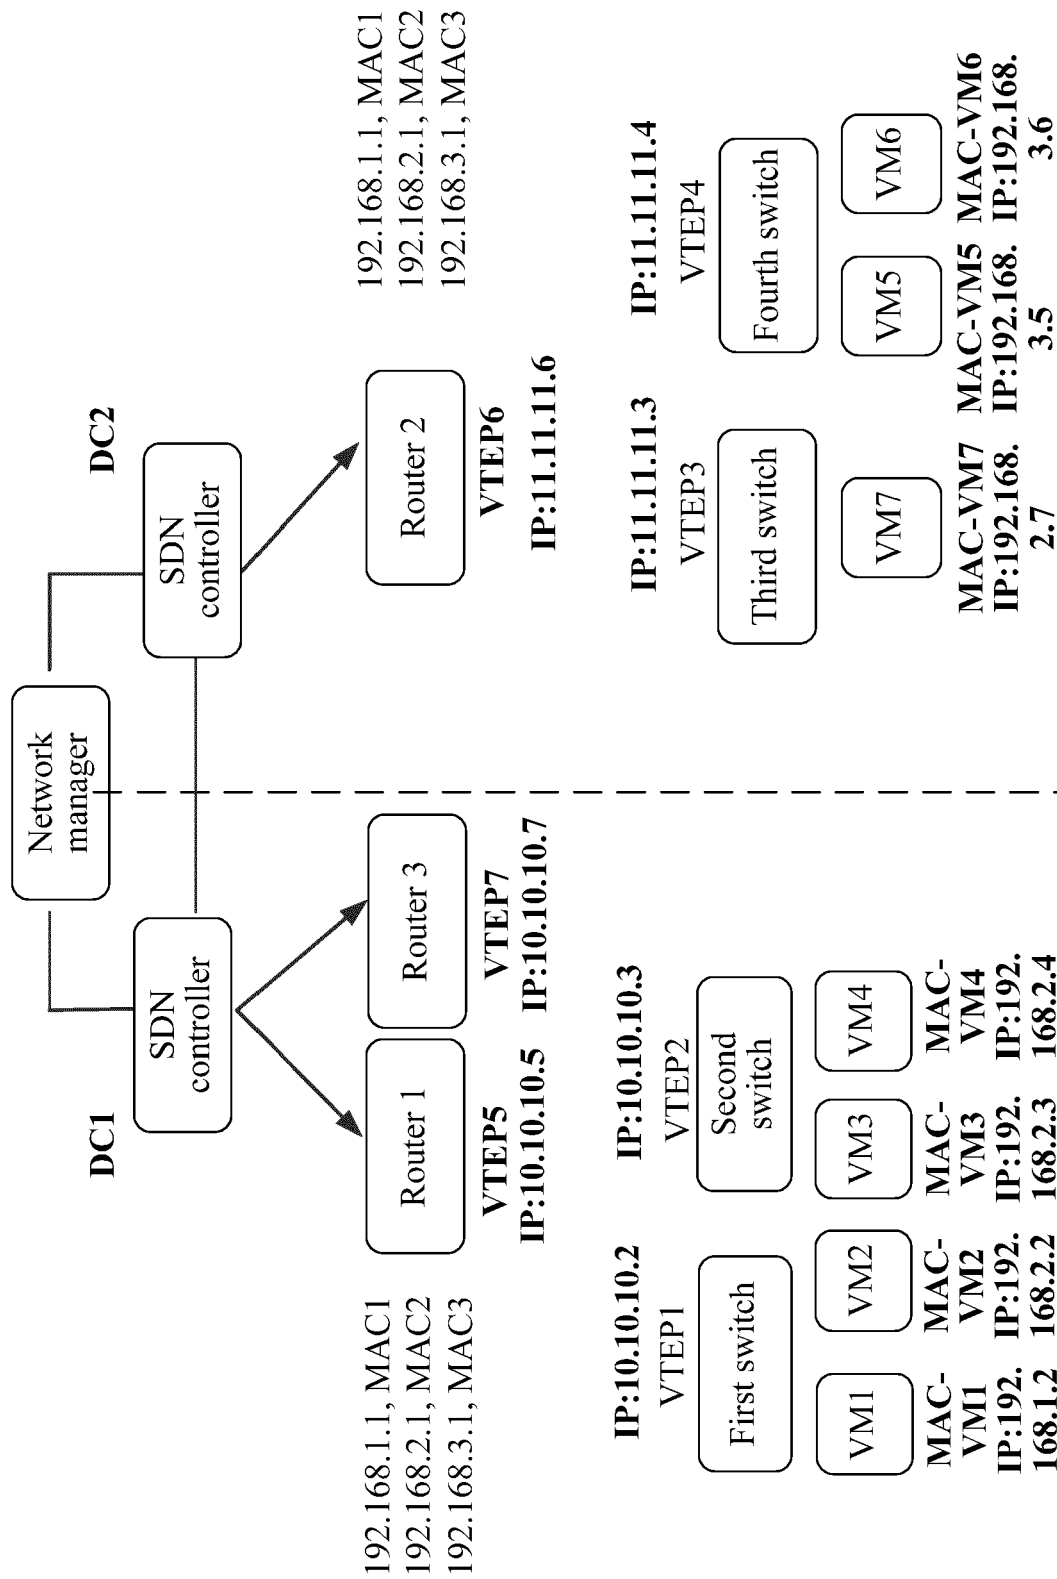 Network
manager
DC1
DC2
SDN
controller
SDN
controller
192.168.1.1, MAC1
192.168.2.1, MAC2
192.168.3.1, MAC3
Router 1
VTEP5
IP:10.10.10.5
Router 3
VTEP7
IP:10.10.10.7
Router 2
VTEP6
IP:11.11.11.6
192.168.1.1, MAC1
192.168.2.1, MAC2
192.168.3.1, MAC3
IP:10.10.10.2
VTEP1
First switch
IP:10.10.10.3
VTEP2
Second
switch
IP:11.11.11.3
VTEP3
Third switch
IP:11.11.11.4
VTEP4
Fourth switch
VM1
MAC-
VM1
IP:192.
168.1.2
VM2
MAC-
VM2
IP:192.
168.2.2
VM3
MAC-
VM3
IP:192.
168.2.3
VM4
MAC-
VM4
IP:192.
168.2.4
VM7
MAC-VM7
IP:192.168.
2.7
VM5
MAC-VM5
IP:192.168.
3.5
VM6
MAC-VM6
IP:192.168.
3.6